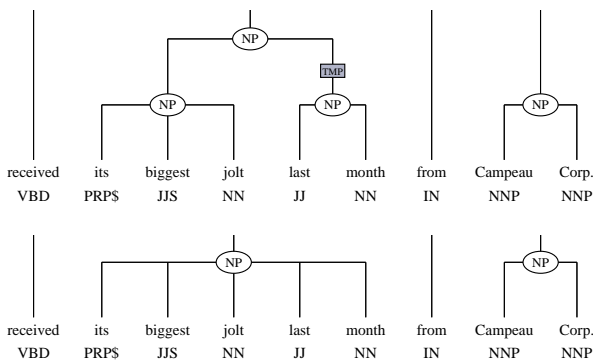 NP
TMP
NP NP NP
received its biggest jolt last month from Campeau Corp.
VBD PRP$ JJS NN JJ NN IN NNP NNP
NP NP
received its biggest jolt last month from Campeau Corp.
VBD PRP$ JJS NN JJ NN IN NNP NNP